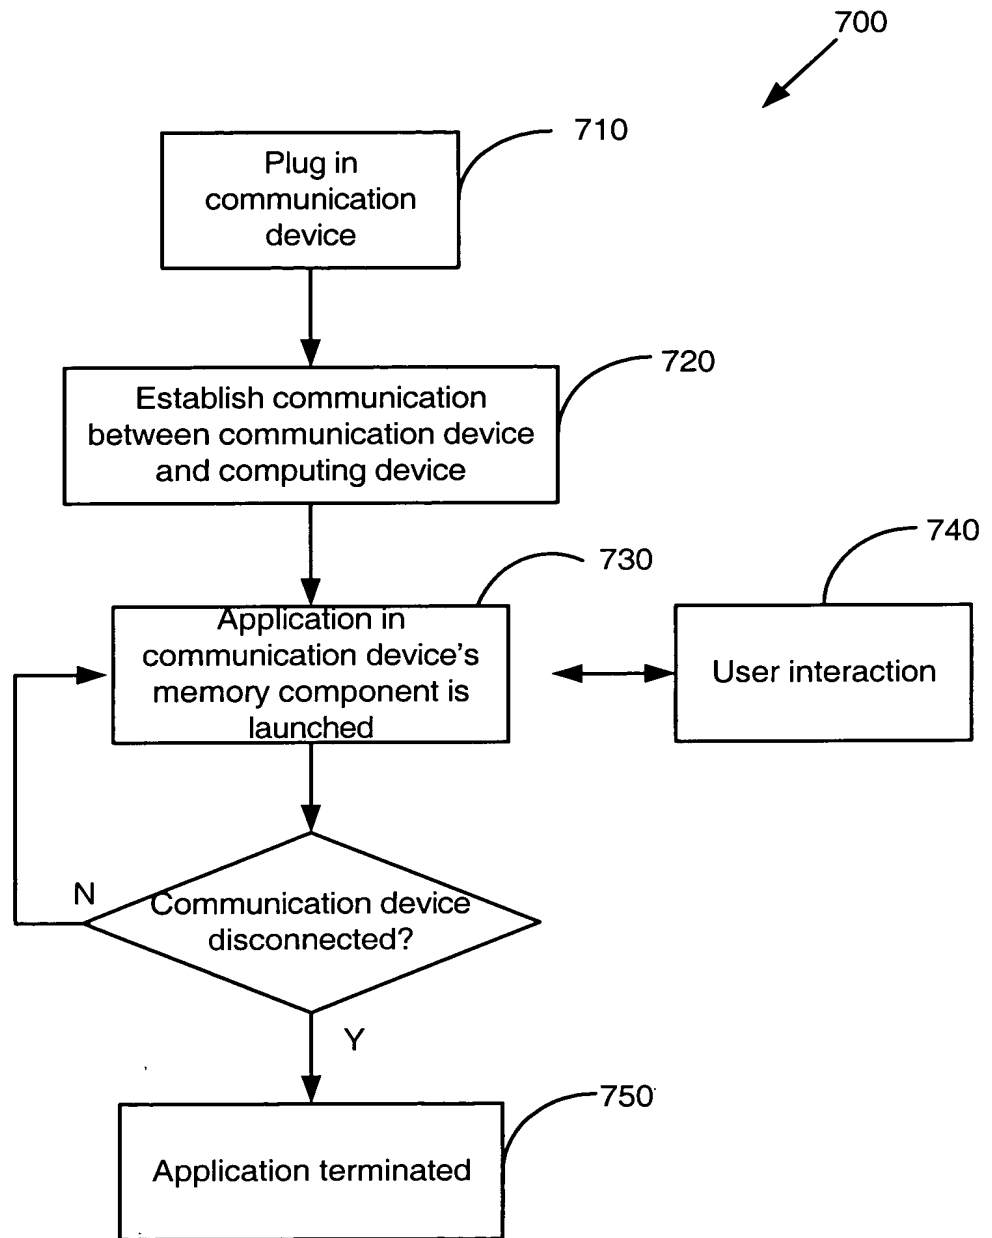 700
710
Plug in
communication
device
720
Establish communication
between communication device
and computing device
730
740
Application in
communication device's
memory component is
launched
User interaction
N
Communication device
disconnected?
Y
750
Application terminated